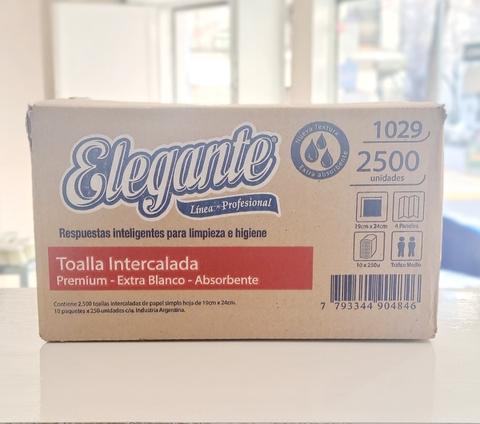 Elegante
Línea Profesional
Respuestas inteligentes para limpieza e higiene
Nueva Textura
Extra absorbente
1029
2500
unidades
19cm x 24cm
4 Paneles
10 x 250u
Tráfico Medio
Toalla Intercalada
Premium - Extra Blanco - Absorbente
Contiene 2.500 toallas intercaladas de papel simple hoja de 19cm x 24cm.
10 paquetes x 250 unidades c/u. Industria Argentina.
7 793344 904846